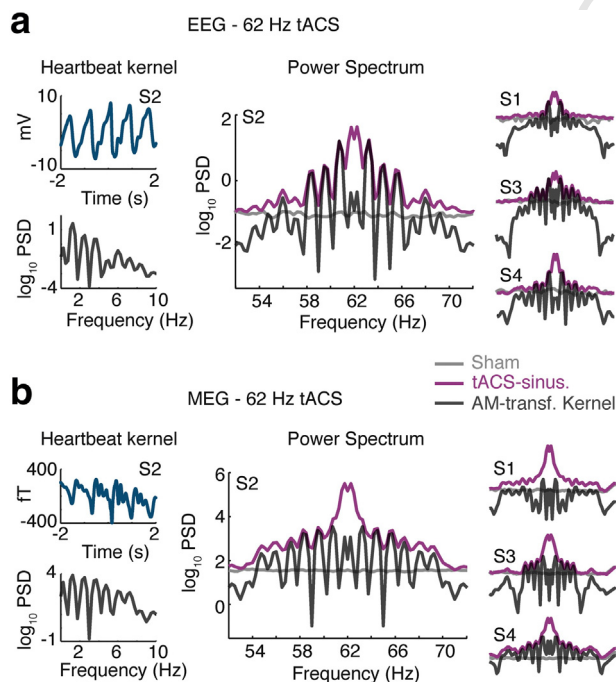 a
EEG - 62 Hz tACS
Heartbeat kernel
Power Spectrum
S2
10
mV
-10
-2
2
Time (s)
1
log10 PSD
-4
2
6
10
Frequency (Hz)
S2
2
0
-2
log10 PSD
54
58
62
66
70
Frequency (Hz)
S1
S3
S4
Sham
tACS-sinus.
AM-transf. Kernel
b
MEG - 62 Hz tACS
Heartbeat kernel
Power Spectrum
S2
400
fT
-400
-2
2
Time (s)
4
log10 PSD
-1
2
6
10
Frequency (Hz)
S2
6
4
2
0
log10 PSD
54
58
62
66
70
Frequency (Hz)
S1
S3
S4